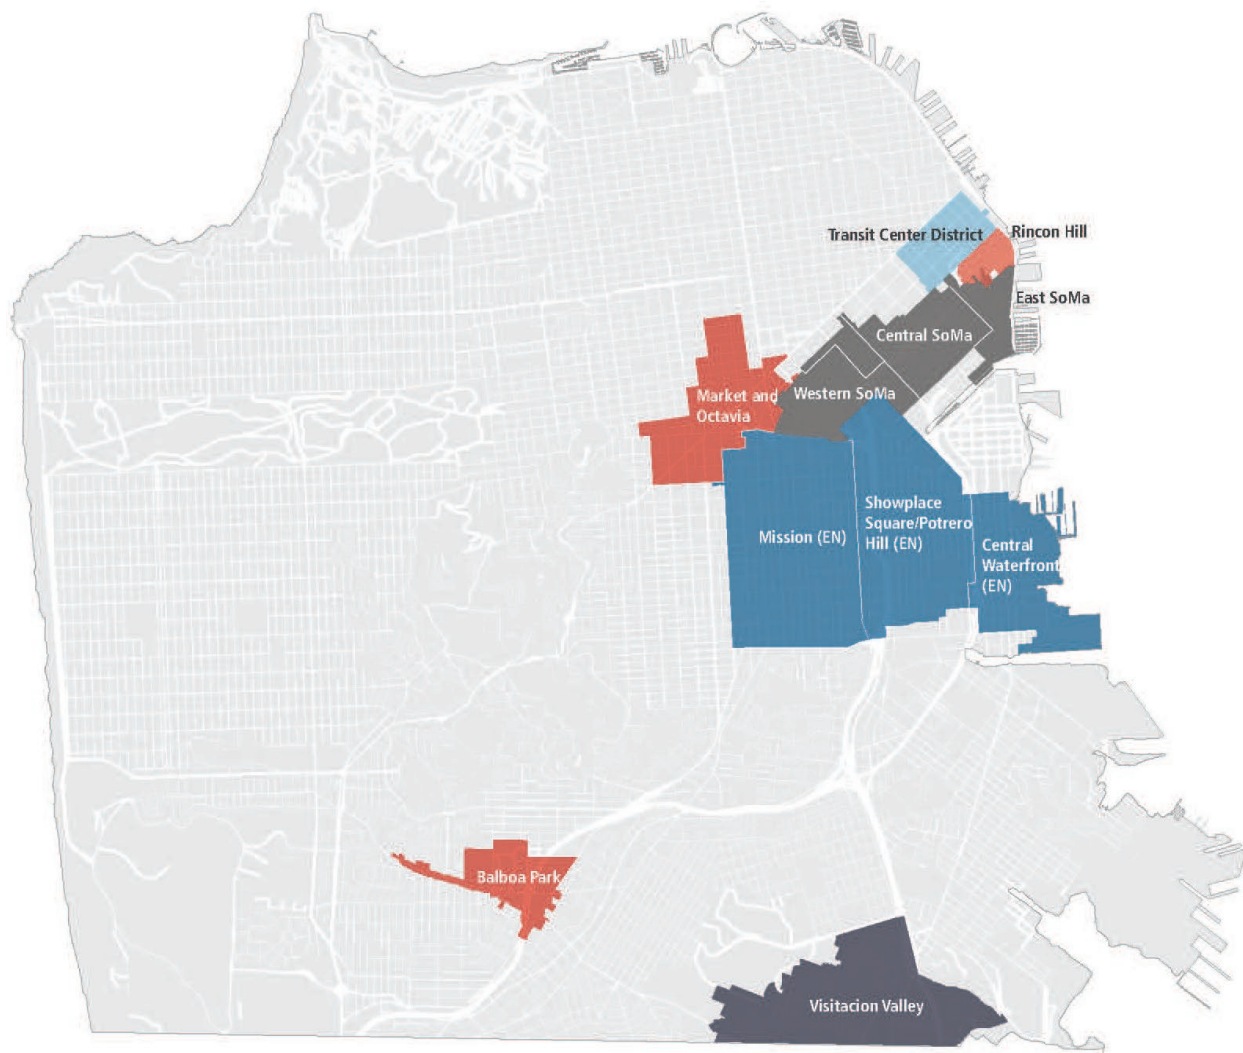 Transit Center District
Rincon Hill
East SoMa
Central SoMa
Market and
Octavia
Western SoMa
Showplace
Square/Potrero
Hill (EN)
Mission (EN)
Central
Waterfront
(EN)
Balboa Park
Visitacion Valley